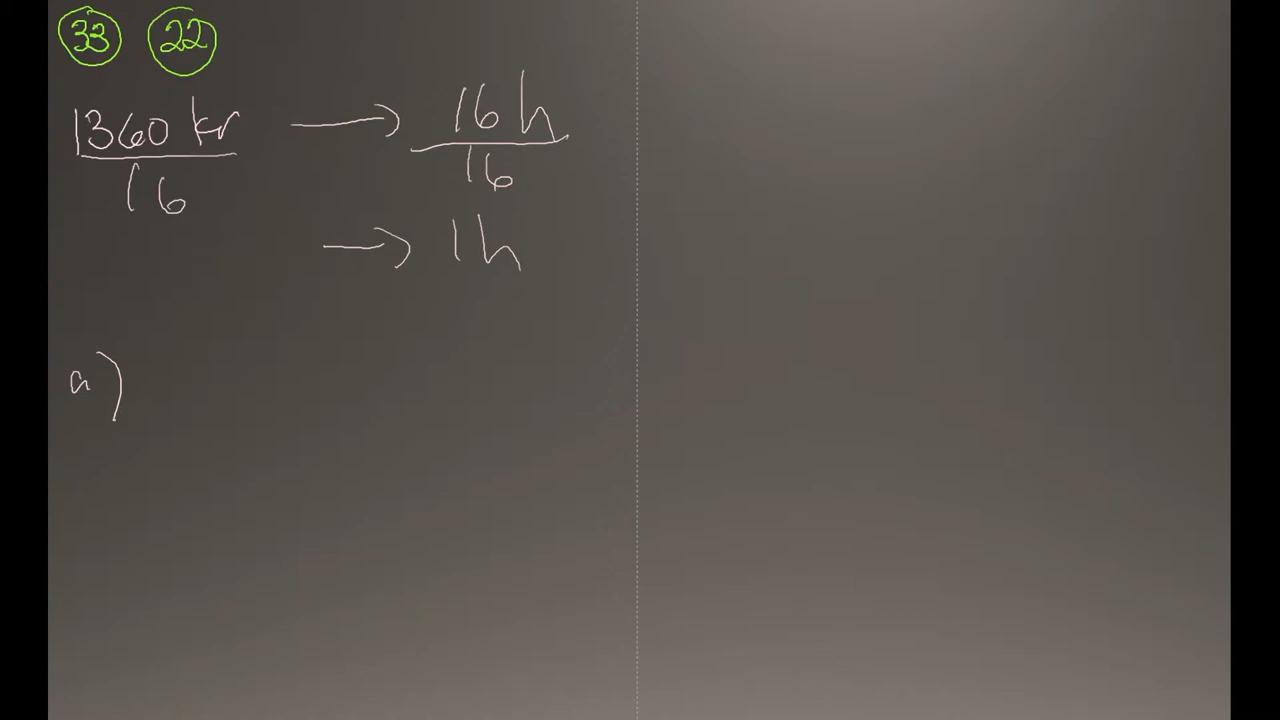 33 22
1360 kr → 16 h
16 16
→ 1 h
a)